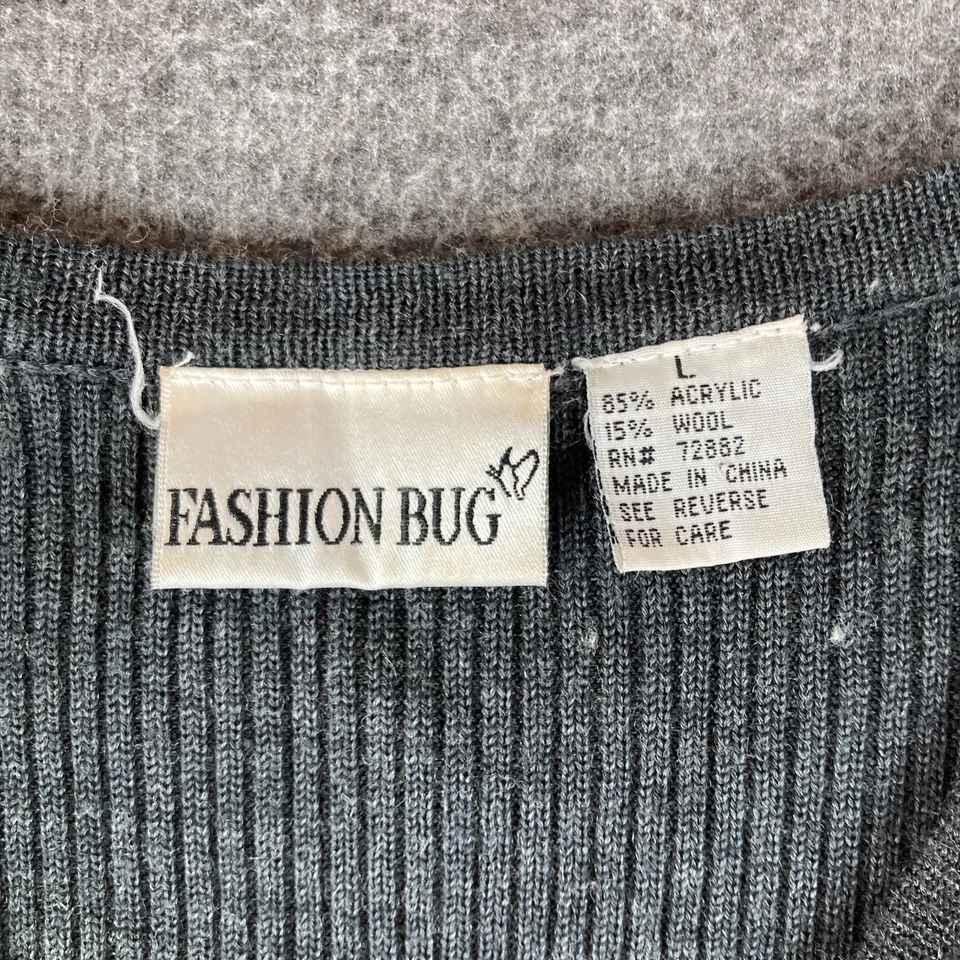 FASHION BUG
L
85% ACRYLIC
15% WOOL
RN# 72882
MADE IN CHINA
SEE REVERSE
FOR CARE